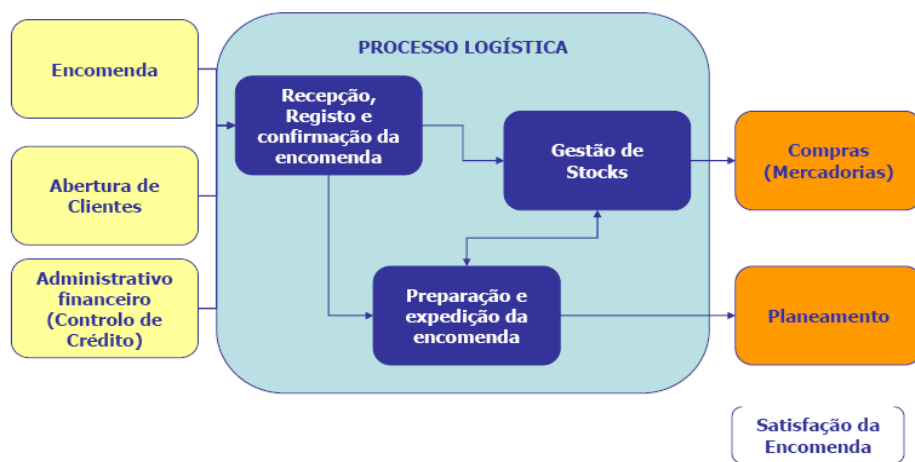 PROCESSO LOGÍSTICA
Encomenda
Abertura de
Clientes
Administrativo
financeiro
(Controlo de
Crédito)
Recepção,
Registo e
confirmação da
encomenda
Gestão de
Stocks
Preparação e
expedição da
encomenda
Compras
(Mercadorias)
Planeamento
Satisfação da
Encomenda